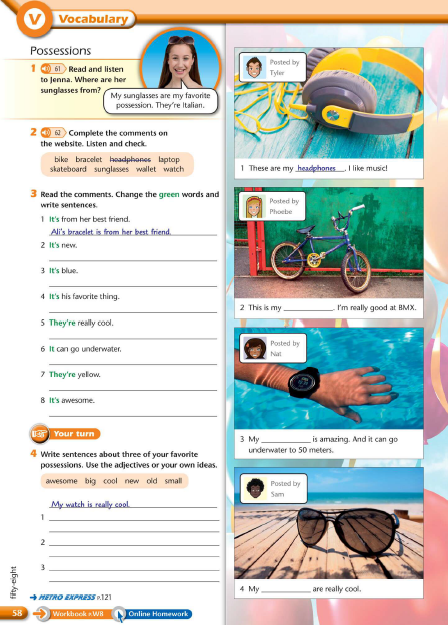 V Vocabulary
Possessions
1 61 Read and listen
to Jenna. Where are her
sunglasses from?
My sunglasses are my favorite
possession. They're Italian.
2 62 Complete the comments on
the website. Listen and check.
bike bracelet headphones laptop
skateboard sunglasses wallet watch
3 Read the comments. Change the green words and
write sentences.
1 It's from her best friend.
Ali's bracelet is from her best friend.
2 It's new.
3 It's blue.
4 It's his favorite thing.
5 They're really cool.
6 It can go underwater.
7 They're yellow.
8 It's awesome.
Your turn
4 Write sentences about three of your favorite
possessions. Use the adjectives or your own ideas.
awesome big cool new old small
My watch is really cool.
1
2
3
METRO EXPRESS p.121
fifty-eight
58
Workbook p.W8
Online Homework
Posted by
Tyler
1 These are my headphones. I like music!
Posted by
Phoebe
2 This is my ____________. I'm really good at BMX.
Posted by
Nat
3 My ____________ is amazing. And it can go
underwater to 50 meters.
Posted by
Sam
4 My ____________ are really cool.